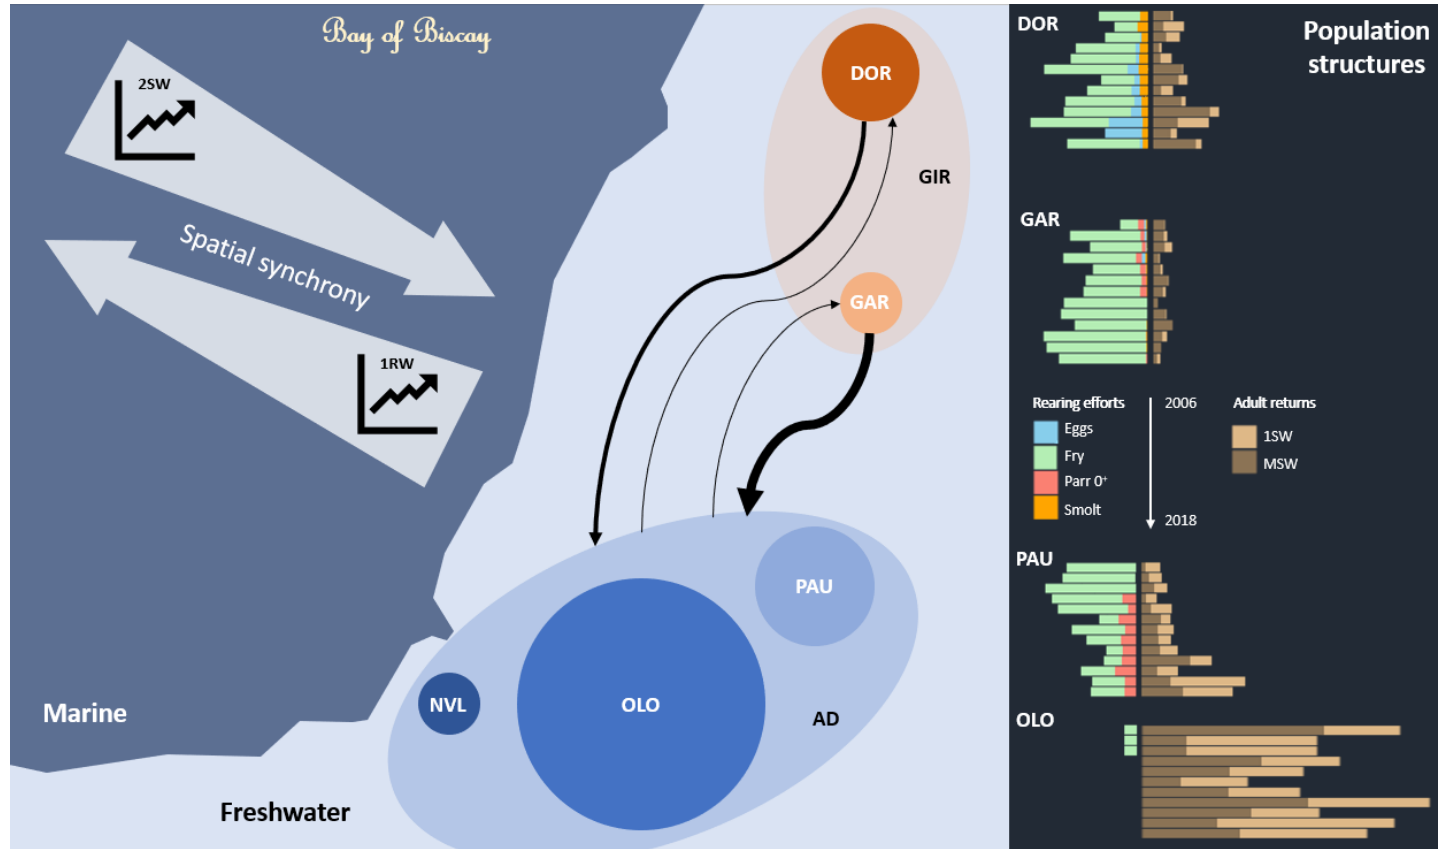 Bay of Biscay
2SW
Spatial synchrony
1RW
Marine
Freshwater
DOR
GIR
GAR
PAU
NVL
OLO
AD
Population
structures
DOR
GAR
Rearing efforts
Eggs
Fry
Parr 0⁺
Smolt
2006
2018
Adult returns
1SW
MSW
PAU
OLO